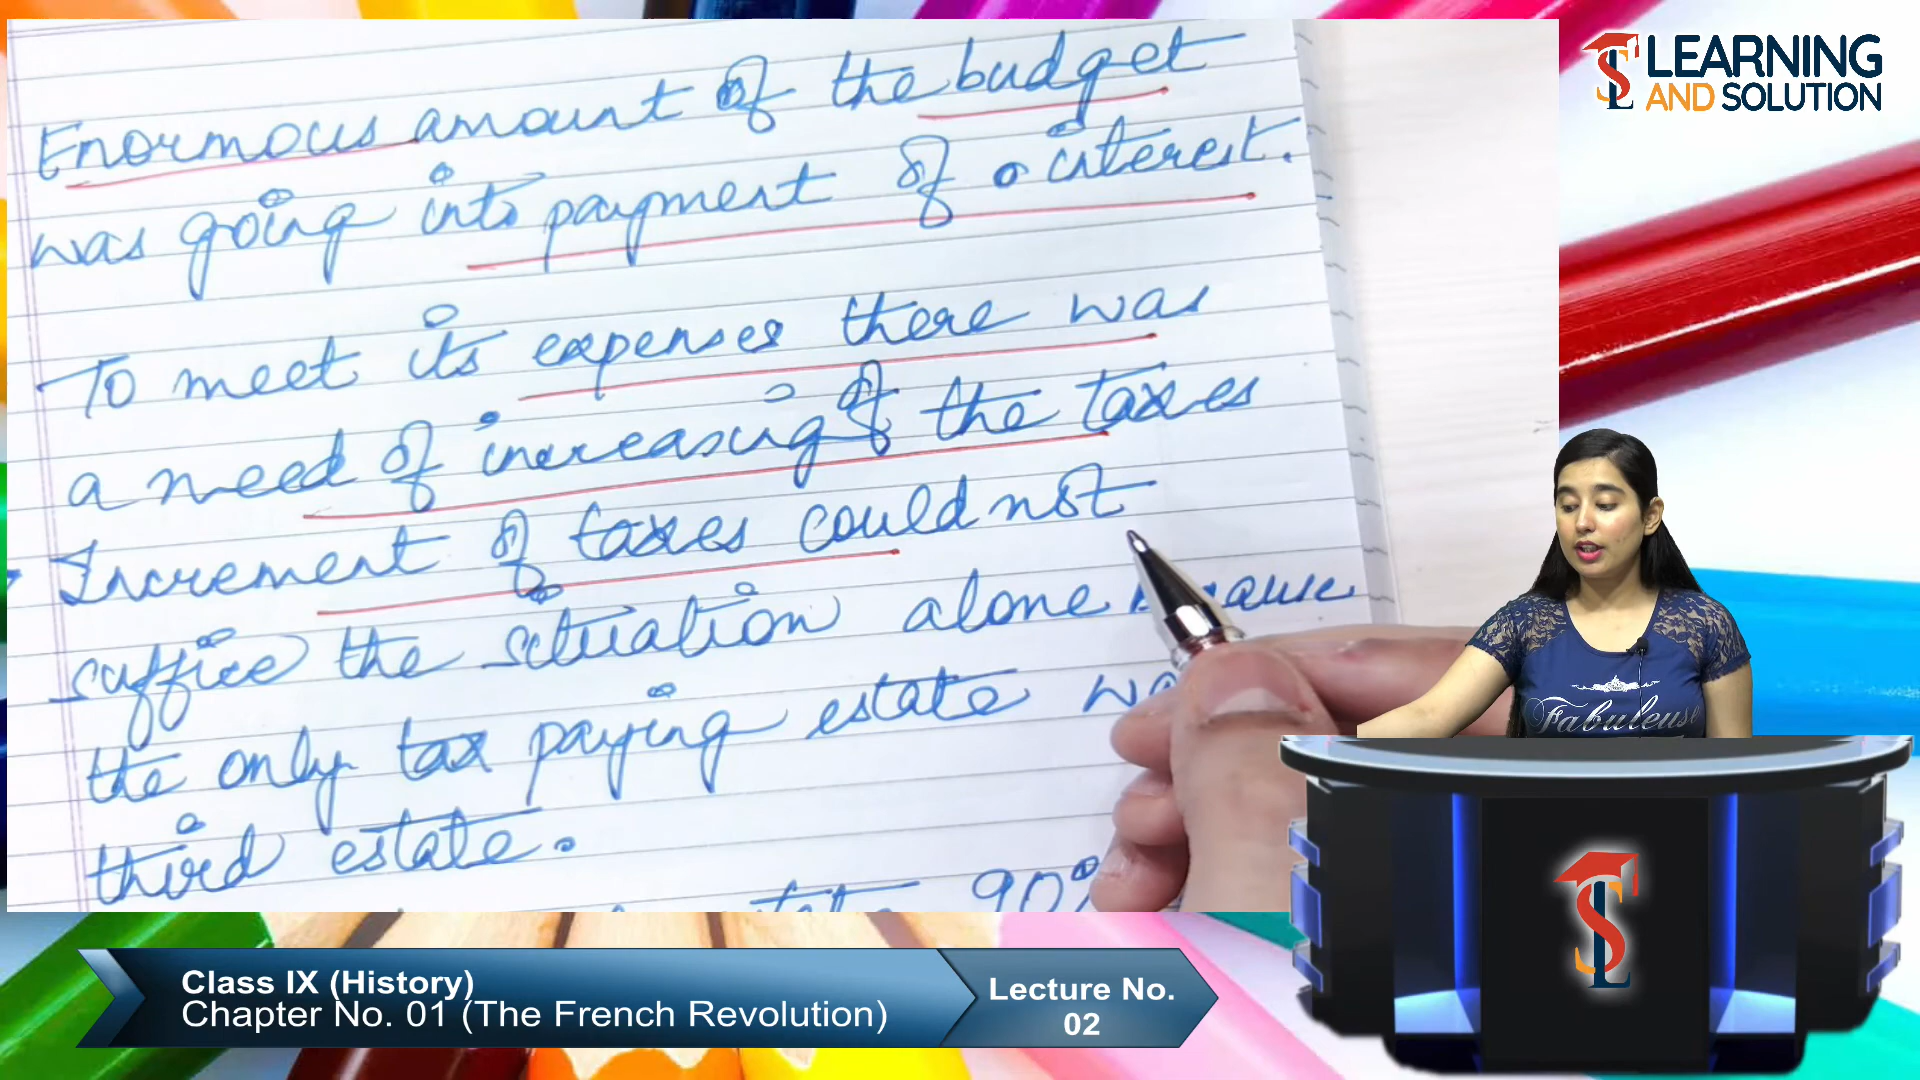 Enormous amount of the budget
was going into payment of interest.
To meet its expenses there was
a need of increasing of the taxes
Increment of taxes could not
suffice the situation alone
the only tax paying estate
third estate.
90%
LEARNING
AND SOLUTION
Fabuleuse
Class IX (History)
Chapter No. 01 (The French Revolution)
Lecture No.
02